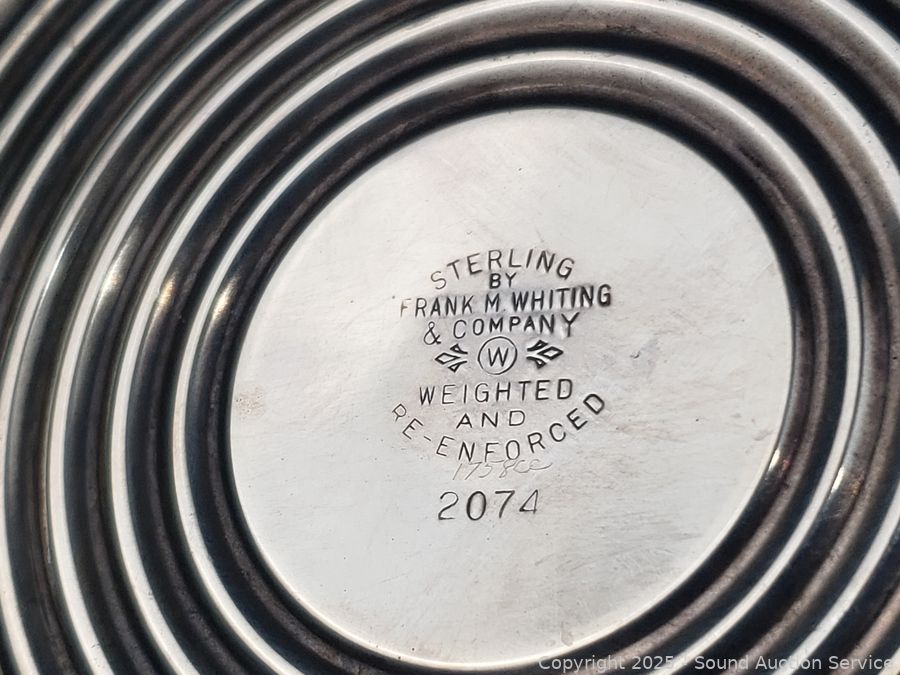 STERLING
BY
FRANK M. WHITING
& COMPANY
W
WEIGHTED
AND
RE-ENFORCED
2074
Copyright 2025 - Sound Auction Service